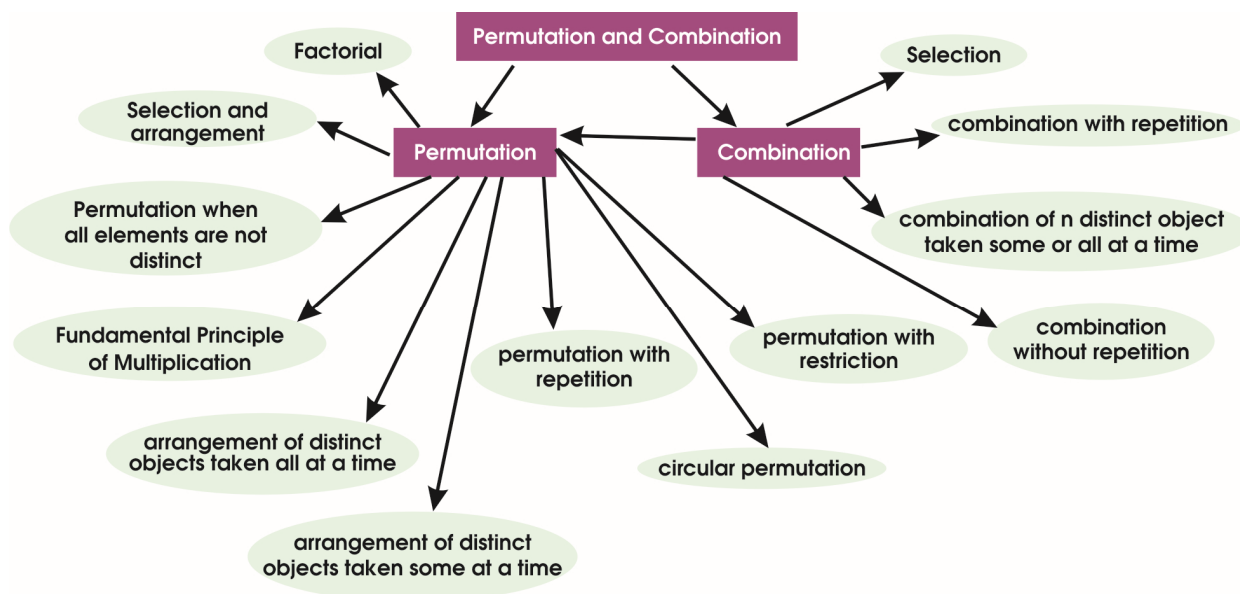 Permutation and Combination
Factorial
Selection
Selection and
arrangement
combination with repetition
Permutation
Combination
Permutation when
all elements are not
distinct
combination of n distinct object
taken some or all at a time
Fundamental Principle
of Multiplication
permutation with
repetition
permutation with
restriction
combination
without repetition
arrangement of distinct
objects taken all at a time
circular permutation
arrangement of distinct
objects taken some at a time